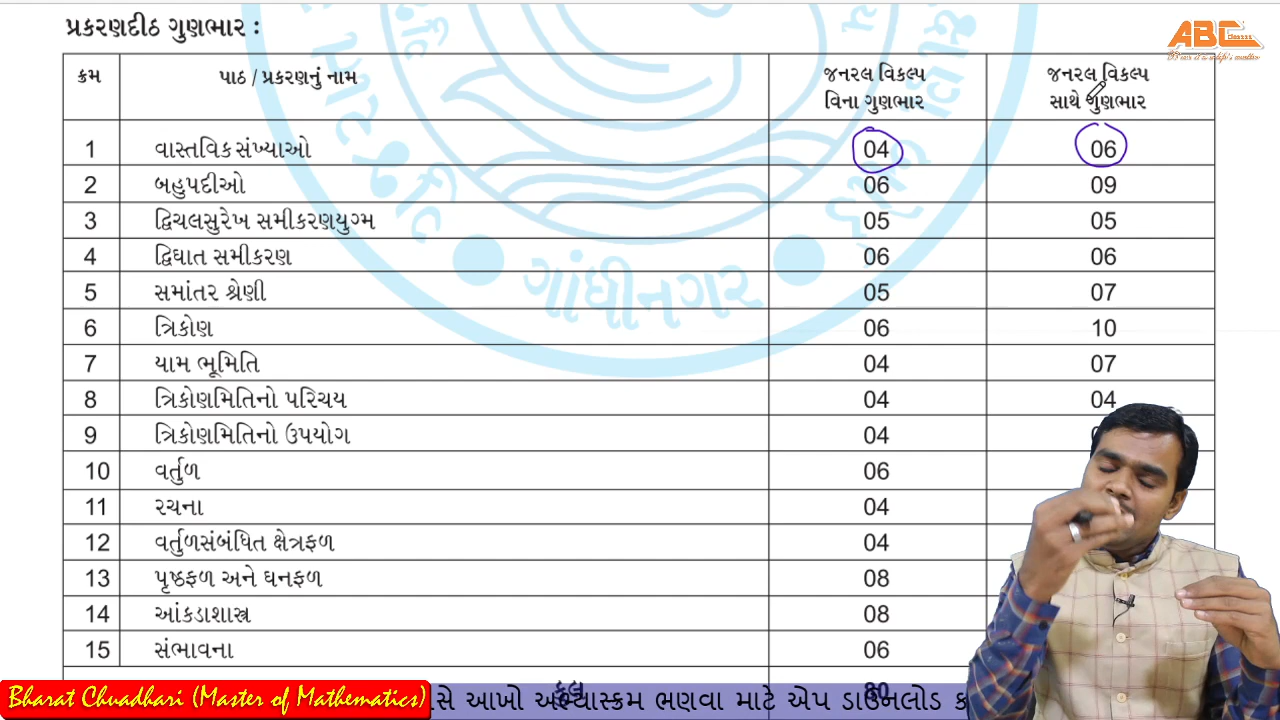 પ્રકરણદીઠ ગુણભાર :
ABC
classes
ક્રમ પાઠ / પ્રકરણનું નામ જનરલ વિકલ્પ વિના ગુણભાર જનરલ વિકલ્પ સાથે ગુણભાર
1 વાસ્તવિક સંખ્યાઓ 04 06
2 બહુપદીઓ 06 09
3 દ્વિચલ સુરેખ સમીકરણયુગ્મ 05 05
4 દ્વિઘાત સમીકરણ 06 06
5 સમાંતર શ્રેણી 05 07
6 ત્રિકોણ 06 10
7 યામ ભૂમિતિ 04 07
8 ત્રિકોણમિતિનો પરિચય 04 04
9 ત્રિકોણમિતિનો ઉપયોગ 04
10 વર્તુળ 06
11 રચના 04
12 વર્તુળસંબંધિત ક્ષેત્રફળ 04
13 પૃષ્ઠફળ અને ઘનફળ 08
14 આંકડાશાસ્ત્ર 08
15 સંભાવના 06
કુલ 80
ગાંધીનગર
Bharat Chuadhari (Master of Mathematics)
સે આખો અભ્યાસક્રમ ભણવા માટે એપ ડાઉનલોડ ક